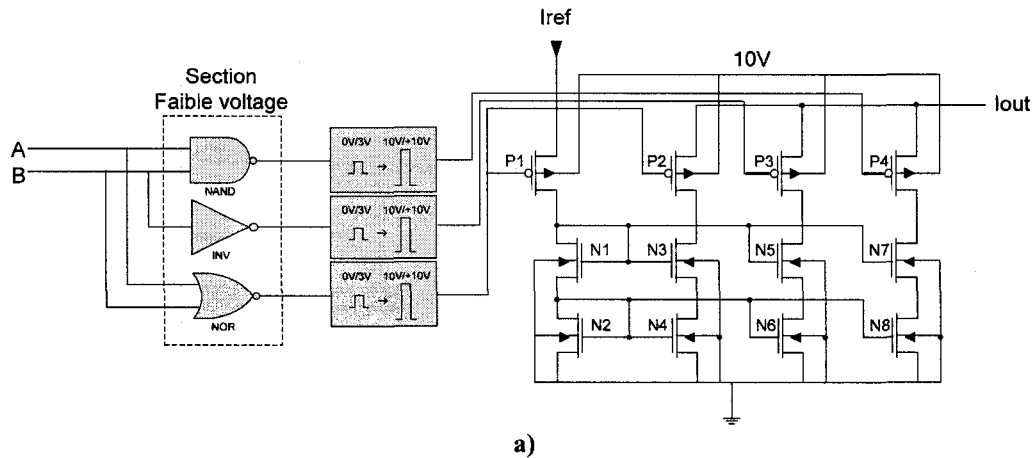 Iref
10V
Section
Faible voltage
Iout
A
B
NAND
0V/3V 10V/+10V
→
INV
0V/3V 10V/+10V
→
NOR
0V/3V 10V/+10V
→
P1
P2
P3
P4
N1
N3
N5
N7
N2
N4
N6
N8
a)